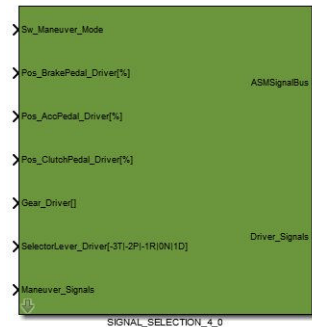 Sw_Maneuver_Mode
Pos_BrakePedal_Driver[%]
ASMSignalBus
Pos_AccPedal_Driver[%]
Pos_ClutchPedal_Driver[%]
Gear_Driver[]
Driver_Signals
SelectorLever_Driver[-3T|-2P|-1R|0N|1D]
Maneuver_Signals
SIGNAL_SELECTION_4_0